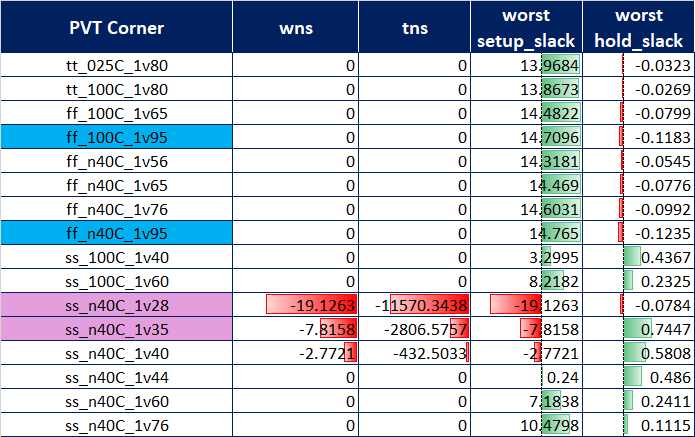 PVT Corner wns tns worst setup_slack worst hold_slack
tt_025C_1v80 0 0 13.9684 -0.0323
tt_100C_1v80 0 0 13.8673 -0.0269
ff_100C_1v65 0 0 14.4822 -0.0799
ff_100C_1v95 0 0 14.7096 -0.1183
ff_n40C_1v56 0 0 14.3181 -0.0545
ff_n40C_1v65 0 0 14.469 -0.0776
ff_n40C_1v76 0 0 14.6031 -0.0992
ff_n40C_1v95 0 0 14.765 -0.1235
ss_100C_1v40 0 0 3.2995 0.4367
ss_100C_1v60 0 0 8.2182 0.2325
ss_n40C_1v28 -19.1263 -11570.3438 -19.1263 -0.0784
ss_n40C_1v35 -7.8158 -2806.5757 -7.8158 0.7447
ss_n40C_1v40 -2.7721 -432.5033 -2.7721 0.5808
ss_n40C_1v44 0 0 0.24 0.486
ss_n40C_1v60 0 0 7.1838 0.2411
ss_n40C_1v76 0 0 10.4798 0.1115